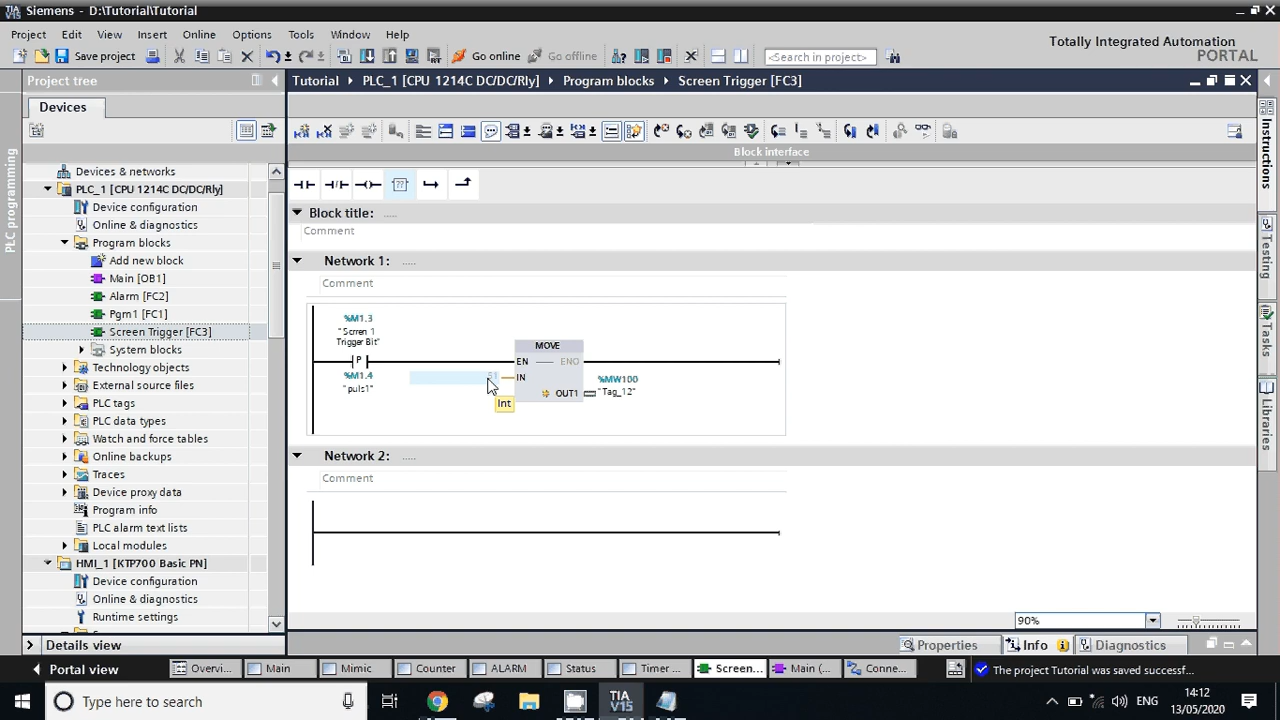 Siemens - D:\Tutorial\Tutorial
Project Edit View Insert Online Options Tools Window Help
Totally Integrated Automation
PORTAL
Save project
Go online
Go offline
<Search in project>
Project tree
Tutorial PLC_1 [CPU 1214C DC/DC/Rly] Program blocks Screen Trigger [FC3]
Devices
PLC programming
Block interface
Instructions
Testing
Tasks
Libraries
Devices & networks
PLC_1 [CPU 1214C DC/DC/Rly]
Device configuration
Online & diagnostics
Program blocks
Add new block
Main [OB1]
Alarm [FC2]
Pgrn1 [FC1]
Screen Trigger [FC3]
System blocks
Technology objects
External source files
PLC tags
PLC data types
Watch and force tables
Online backups
Traces
Device proxy data
Program info
PLC alarm text lists
Local modules
HMI_1 [KTP700 Basic PN]
Device configuration
Online & diagnostics
Runtime settings
Details view
??
Block title: .....
Comment
Network 1: .....
Comment
%M1.3
"Scrren 1
Trigger Bit"
P
%M1.4
"puls1"
MOVE
EN ENO
IN
OUT1
Int
%MW100
"Tag_12"
Network 2: .....
Comment
90%
Properties Info Diagnostics
Portal view Overvi... Main Mimic Counter ALARM Status Timer ... Screen... Main (... Conne...
The project Tutorial was saved successf...
Type here to search
TIA V15
ENG
14:12
13/05/2020